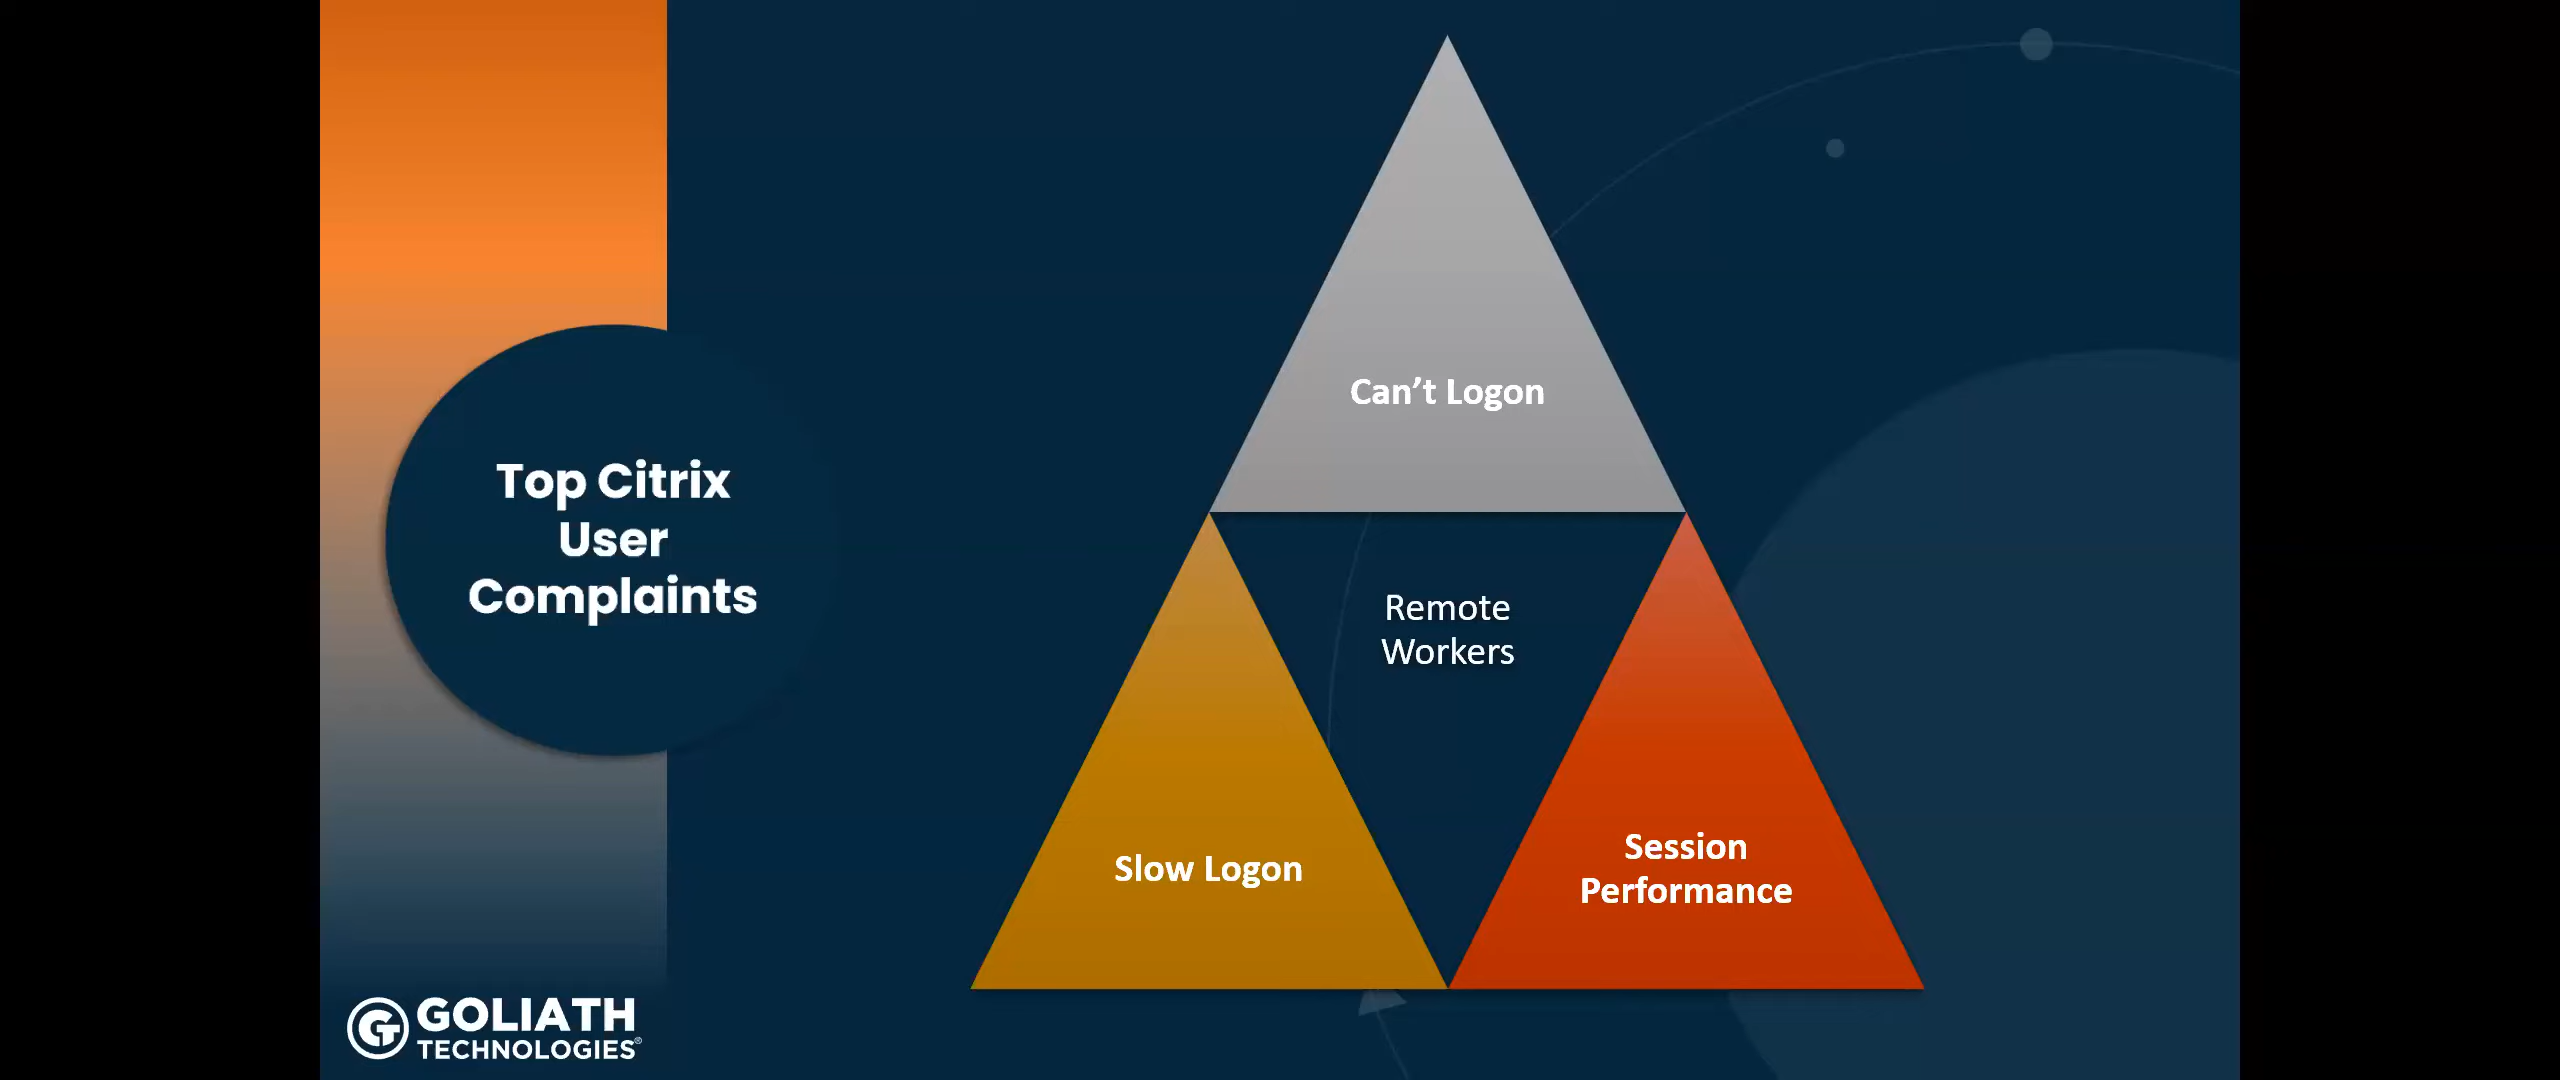 Top Citrix
User
Complaints
Can’t Logon
Remote
Workers
Slow Logon
Session
Performance
GOLIATH
TECHNOLOGIES®